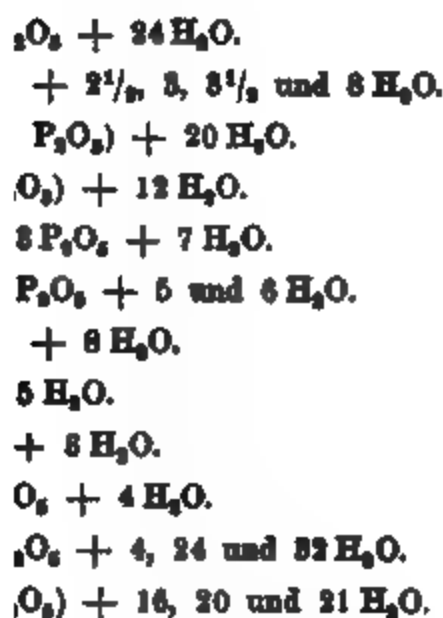 ₂O₅ + 24 H₂O.
+ 2¹/₂, 3, 3¹/₂ und 8 H₂O.
P₂O₅) + 20 H₂O.
O₅) + 12 H₂O.
3 P₂O₅ + 7 H₂O.
P₂O₅ + 5 und 6 H₂O.
+ 6 H₂O.
5 H₂O.
+ 8 H₂O.
O₅ + 4 H₂O.
₂O₅ + 4, 24 und 32 H₂O.
O₅) + 16, 20 und 21 H₂O.